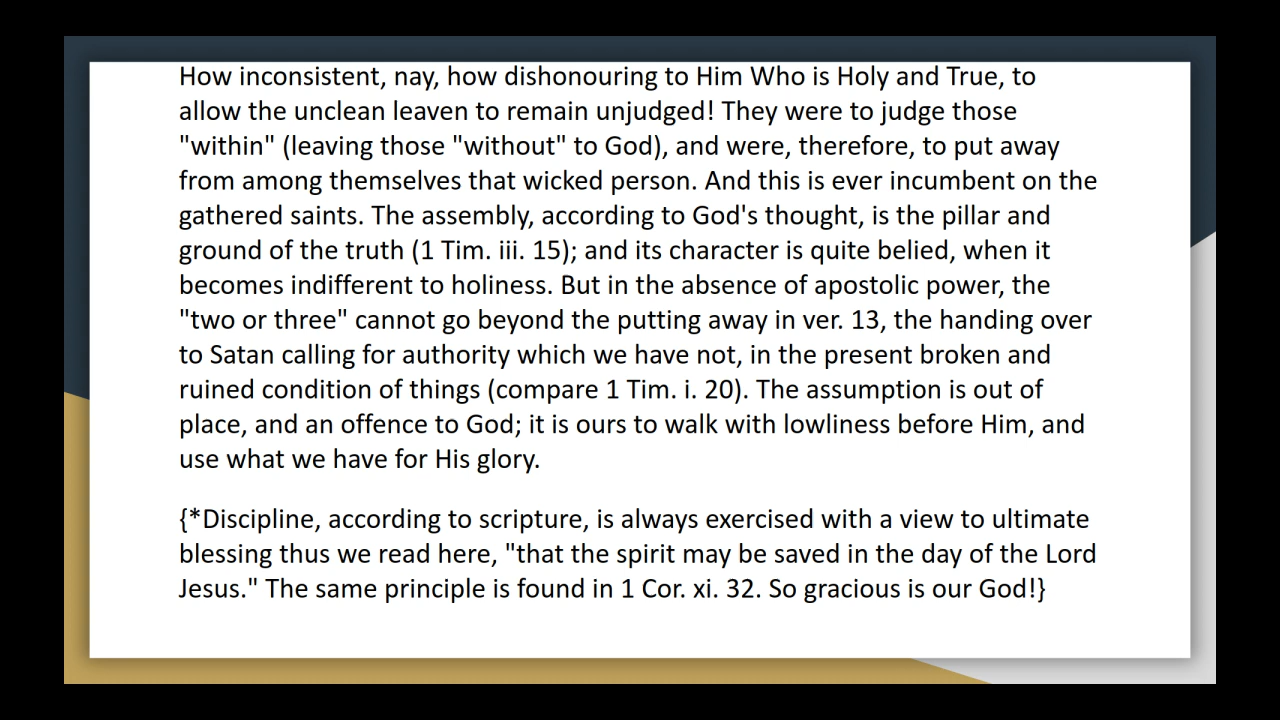 How inconsistent, nay, how dishonouring to Him Who is Holy and True, to
allow the unclean leaven to remain unjudged! They were to judge those
"within" (leaving those "without" to God), and were, therefore, to put away
from among themselves that wicked person. And this is ever incumbent on the
gathered saints. The assembly, according to God's thought, is the pillar and
ground of the truth (1 Tim. iii. 15); and its character is quite belied, when it
becomes indifferent to holiness. But in the absence of apostolic power, the
"two or three" cannot go beyond the putting away in ver. 13, the handing over
to Satan calling for authority which we have not, in the present broken and
ruined condition of things (compare 1 Tim. i. 20). The assumption is out of
place, and an offence to God; it is ours to walk with lowliness before Him, and
use what we have for His glory.
{*Discipline, according to scripture, is always exercised with a view to ultimate
blessing thus we read here, "that the spirit may be saved in the day of the Lord
Jesus." The same principle is found in 1 Cor. xi. 32. So gracious is our God!}